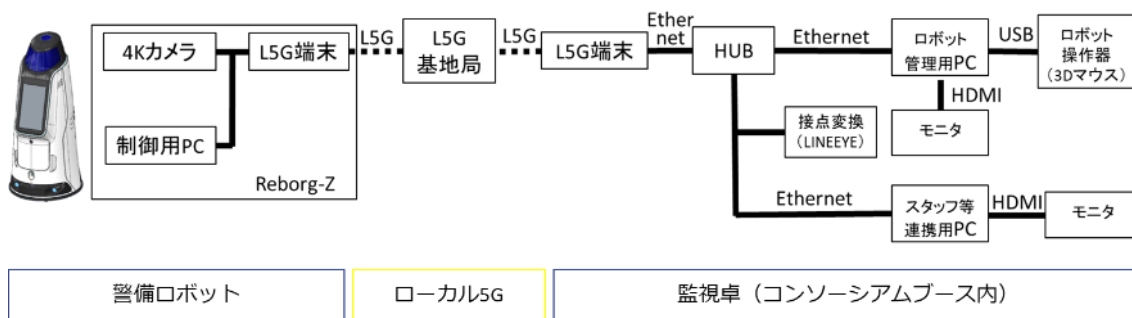 4Kカメラ
L5G端末
L5G
L5G
基地局
L5G
L5G端末
Ether
net
HUB
Ethernet
ロボット
管理用PC
USB
ロボット
操作器
（3Dマウス）
HDMI
モニタ
制御用PC
Reborg-Z
接点変換
（LINEEYE）
Ethernet
スタッフ等
連携用PC
HDMI
モニタ
警備ロボット
ローカル5G
監視卓（コンソーシアムブース内）